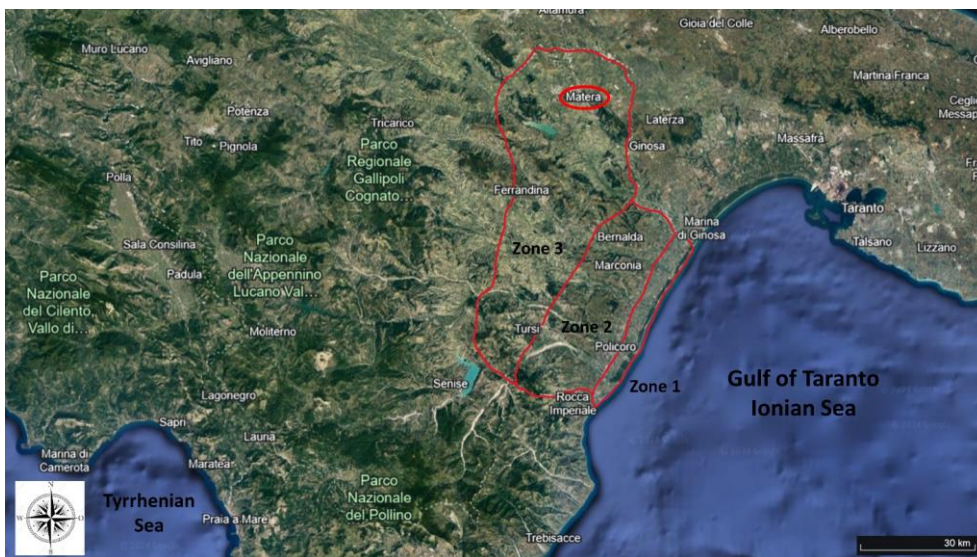 Altamura
Gioia del Colle
Alberobello
Muro Lucano
Avigliano
Martina Franca
Matera
Ceglie
Messap
Potenza
Tricarico
Laterza
Tito
Pignola
Parco
Regionale
Gallipoli
Cognato...
Ginosa
Massafra
Polla
Ferrandina
Taranto
Marina
di Ginosa
Bernalda
Talsano
Lizzano
Sala Consilina
Parco
Nazionale
dell'Appennino
Lucano Val...
Zone 3
Marconia
Parco
Nazionale
del Cilento,
Vallo di...
Padula
Moliterno
Tursi
Zone 2
Policoro
Senise
Zone 1
Gulf of Taranto
Ionian Sea
Rocca
Imperiale
Lagonegro
Sapri
Lauria
Marina di
Camerota
Maratea
Parco
Nazionale
del Pollino
N
W
O
Tyrrhenian
Sea
Praia a Mare
Trebisacce
30 km